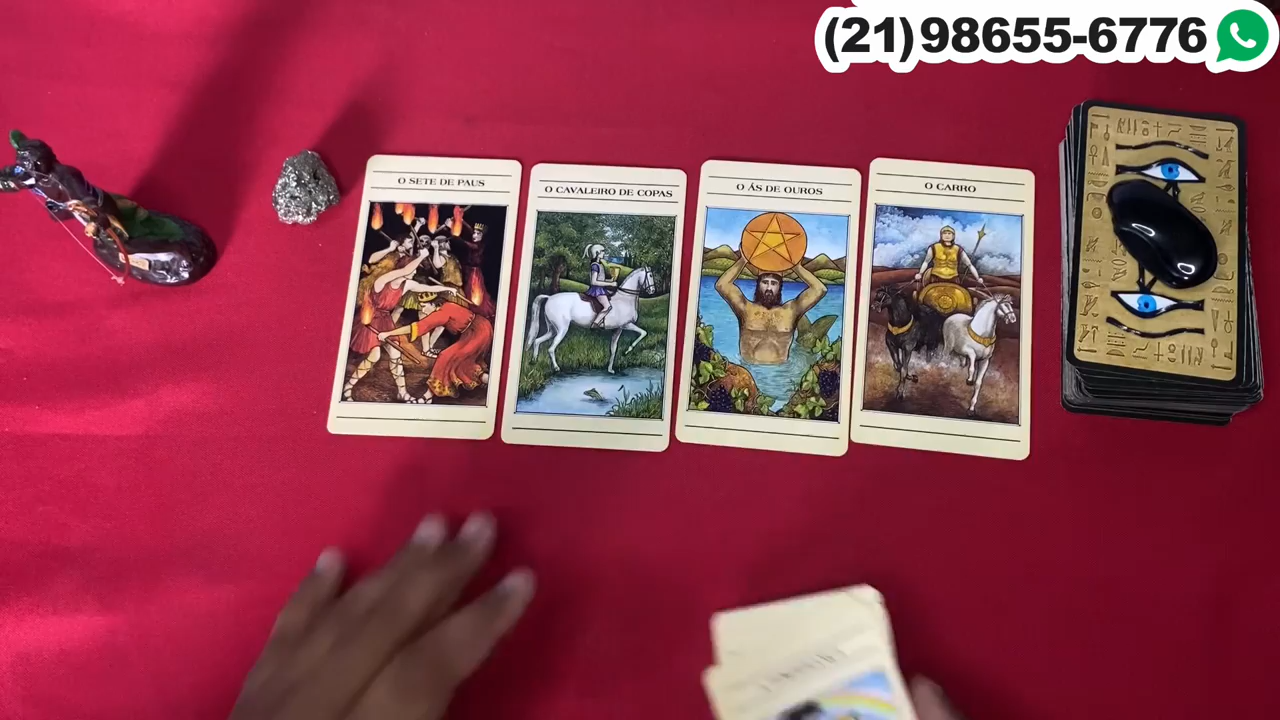 (21)98655-6776
O SETE DE PAUS
O CAVALEIRO DE COPAS
O ÁS DE OUROS
O CARRO